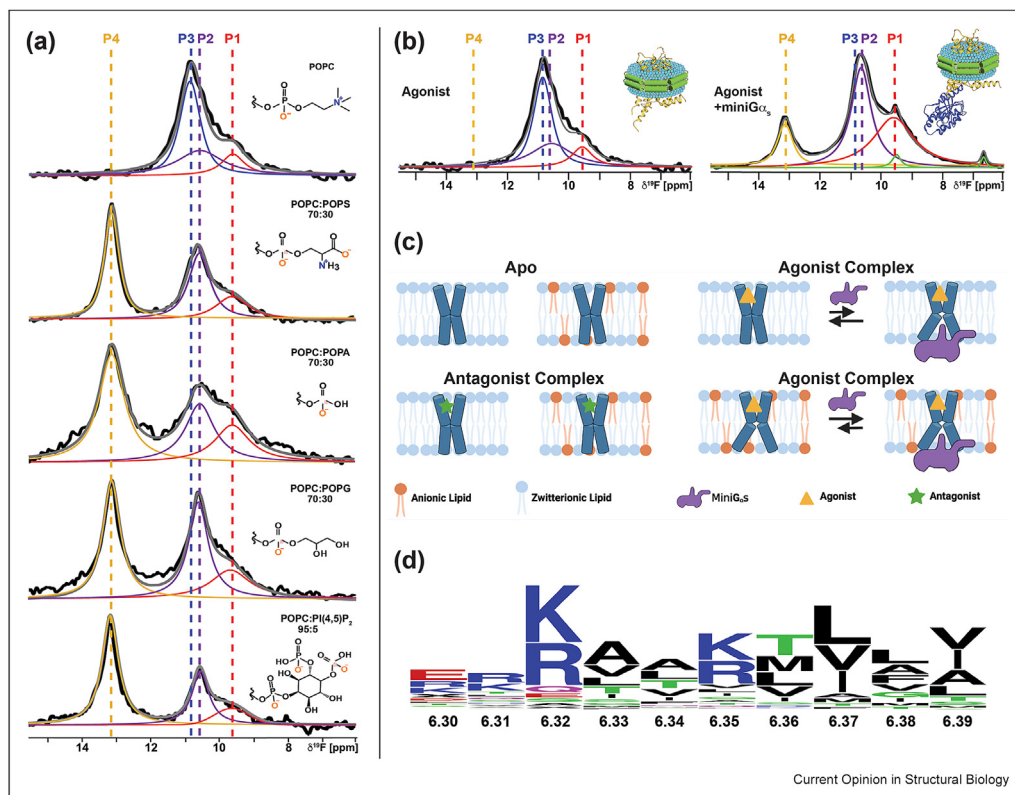 (a)
P4 P3 P2 P1
POPC
POPC:POPS
70:30
POPC:POPA
70:30
POPC:POPG
70:30
POPC:PI(4,5)P₂
95:5
14 12 10 8
δ¹⁹F [ppm]
(b)
P4 P3 P2 P1
Agonist
14 12 10 8
δ¹⁹F [ppm]
P4 P3 P2 P1
Agonist
+miniGαs
14 12 10 8
δ¹⁹F [ppm]
(c)
Apo
Agonist Complex
Antagonist Complex
Agonist Complex
Anionic Lipid
Zwitterionic Lipid
MiniGₐs
Agonist
Antagonist
(d)
6.30 6.31 6.32 6.33 6.34 6.35 6.36 6.37 6.38 6.39
Current Opinion in Structural Biology